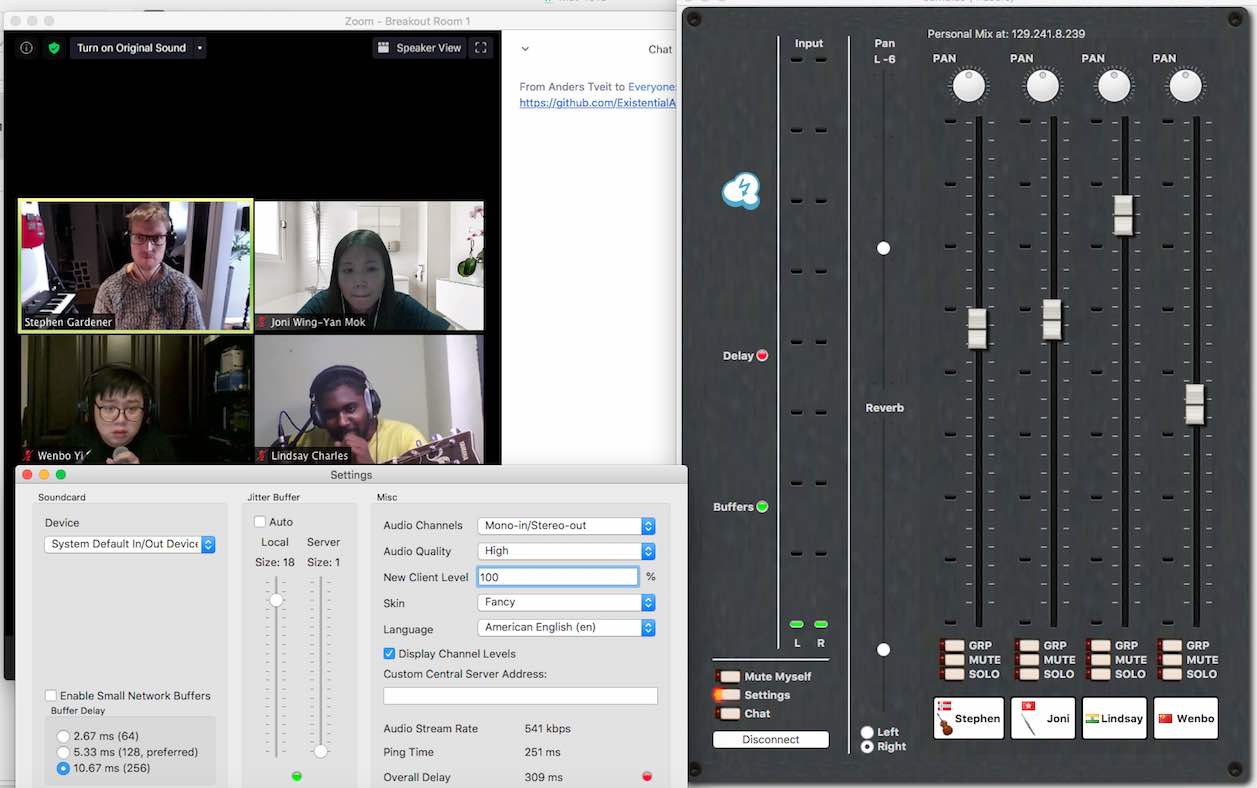 Zoom - Breakout Room 1
Turn on Original Sound
Speaker View
Chat
From Anders Tveit to Everyone:
https://github.com/ExistentialA
Stephen Gardener
Joni Wing-Yan Mok
Wenbo Yi
Lindsay Charles
Settings
Soundcard
Device
System Default In/Out Device
Enable Small Network Buffers
Buffer Delay
2.67 ms (64)
5.33 ms (128, preferred)
10.67 ms (256)
Jitter Buffer
Auto
Local Server
Size: 18 Size: 1
Misc
Audio Channels Mono-in/Stereo-out
Audio Quality High
New Client Level 100 %
Skin Fancy
Language American English (en)
Display Channel Levels
Custom Central Server Address:
Audio Stream Rate 541 kbps
Ping Time 251 ms
Overall Delay 309 ms
Input
Delay
Buffers
L R
Mute Myself
Settings
Chat
Disconnect
Pan
L -6
Reverb
Left
Right
Personal Mix at: 129.241.8.239
PAN PAN PAN PAN
GRP GRP GRP GRP
MUTE MUTE MUTE MUTE
SOLO SOLO SOLO SOLO
Stephen Joni Lindsay Wenbo